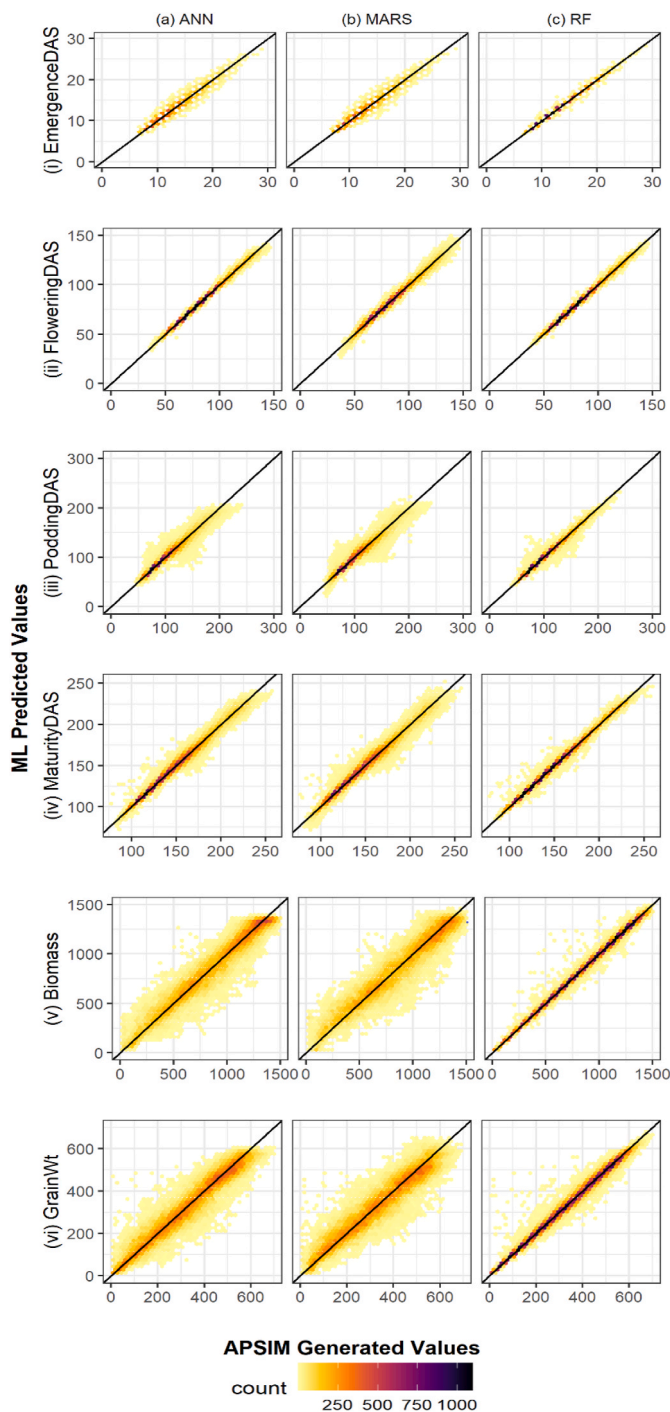 (a) ANN (b) MARS (c) RF
(i) EmergenceDAS
30
20
10
0
0 10 20 30 0 10 20 30 0 10 20 30
(ii) FloweringDAS
150
100
50
0
0 50 100 150 0 50 100 150 0 50 100 150
(iii) PoddingDAS
300
200
100
0
0 100 200 300 0 100 200 300 0 100 200 300
ML Predicted Values
(iv) MaturityDAS
250
200
150
100
100 150 200 250 100 150 200 250 100 150 200 250
(v) Biomass
1500
1000
500
0
0 500 1000 1500 0 500 1000 1500 0 500 1000 1500
(vi) GrainWt
600
400
200
0
0 200 400 600 0 200 400 600 0 200 400 600
APSIM Generated Values
count
250 500 750 1000